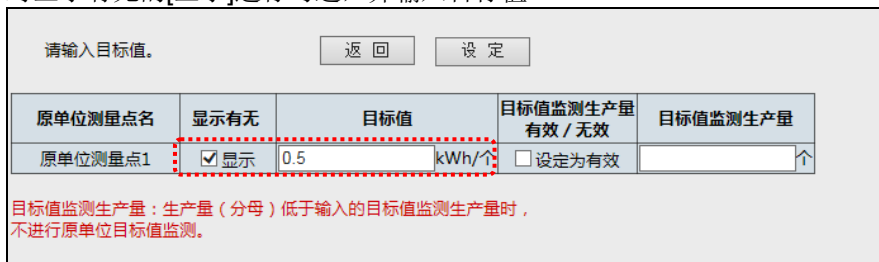 请输入目标值。 返 回 设 定
原单位测量点名 显示有无 目标值 目标值监测生产量 有效 / 无效 目标值监测生产量
原单位测量点1 显示 0.5 kWh/个 设定为有效 个
目标值监测生产量：生产量（分母）低于输入的目标值监测生产量时，
不进行原单位目标值监测。